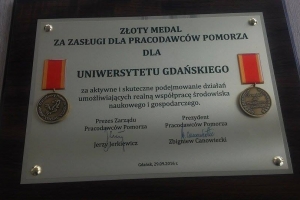 ZŁOTY MEDAL
ZA ZASŁUGI DLA PRACODAWCÓW POMORZA
DLA
UNIWERSYTETU GDAŃSKIEGO
za aktywne i skuteczne podejmowanie działań
umożliwiających realną współpracę środowiska
naukowego i gospodarczego.
Prezes Zarządu Prezydent
Pracodawców Pomorza Pracodawców Pomorza
Zbigniew Canowiecki
Gdańsk,